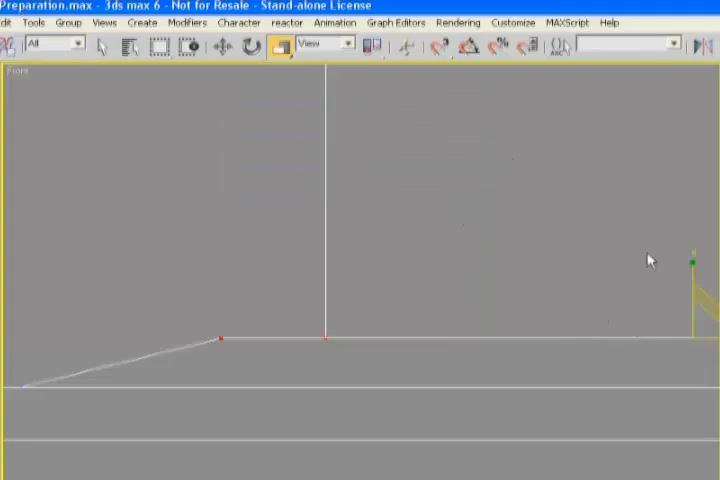 Preparation.max - 3ds max 6 - Not for Resale - Stand-alone License
dit Tools Group Views Create Modifiers Character reactor Animation Graph Editors Rendering Customize MAXScript Help
All View
Front